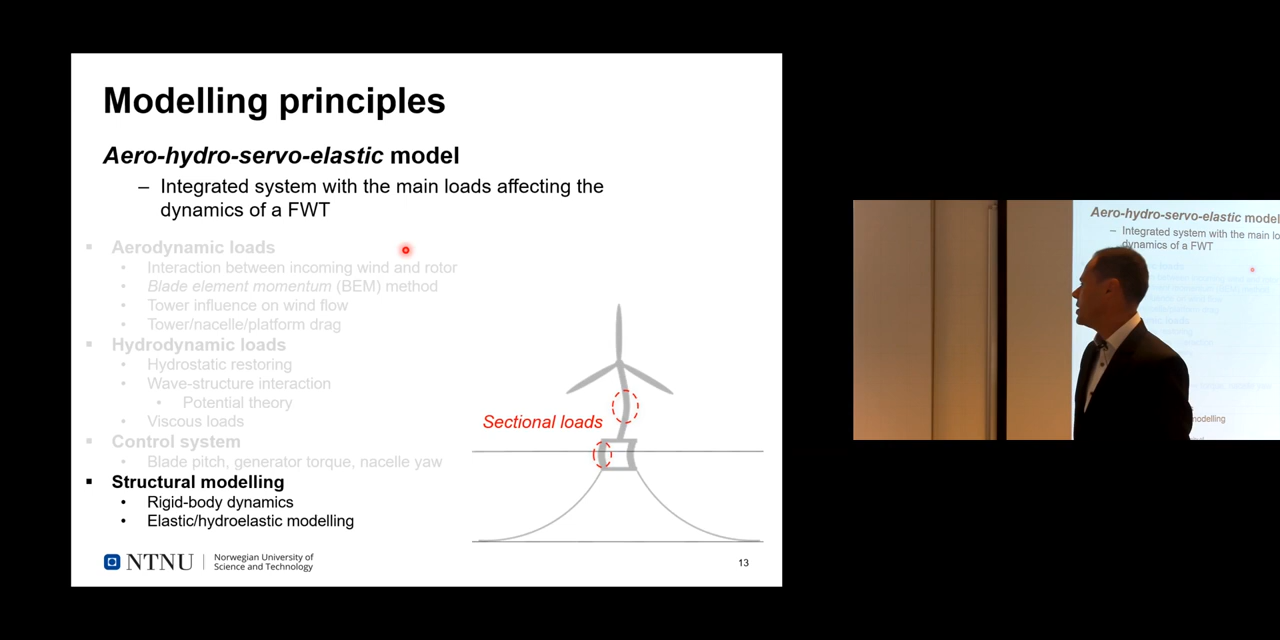 Modelling principles
Aero-hydro-servo-elastic model
– Integrated system with the main loads affecting the
dynamics of a FWT
▪ Aerodynamic loads
• Interaction between incoming wind and rotor
• Blade element momentum (BEM) method
• Tower influence on wind flow
• Tower/nacelle/platform drag
▪ Hydrodynamic loads
• Hydrostatic restoring
• Wave-structure interaction
• Potential theory
• Viscous loads
▪ Control system
• Blade pitch, generator torque, nacelle yaw
▪ Structural modelling
• Rigid-body dynamics
• Elastic/hydroelastic modelling
Sectional loads
NTNU
Norwegian University of
Science and Technology
13
Aero-hydro-servo-elastic model
– Integrated system with the main lo
dynamics of a FWT
modelling